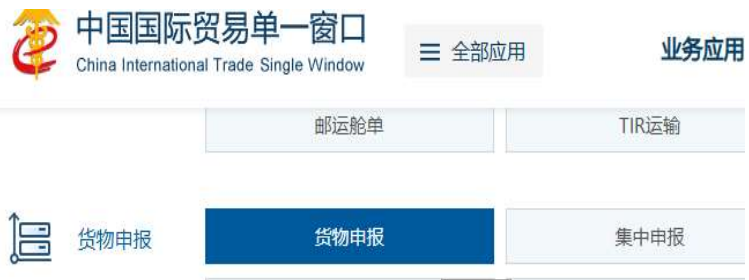 中国国际贸易单一窗口
China International Trade Single Window
全部应用
业务应用
邮运舱单
TIR运输
货物申报
货物申报
集中申报